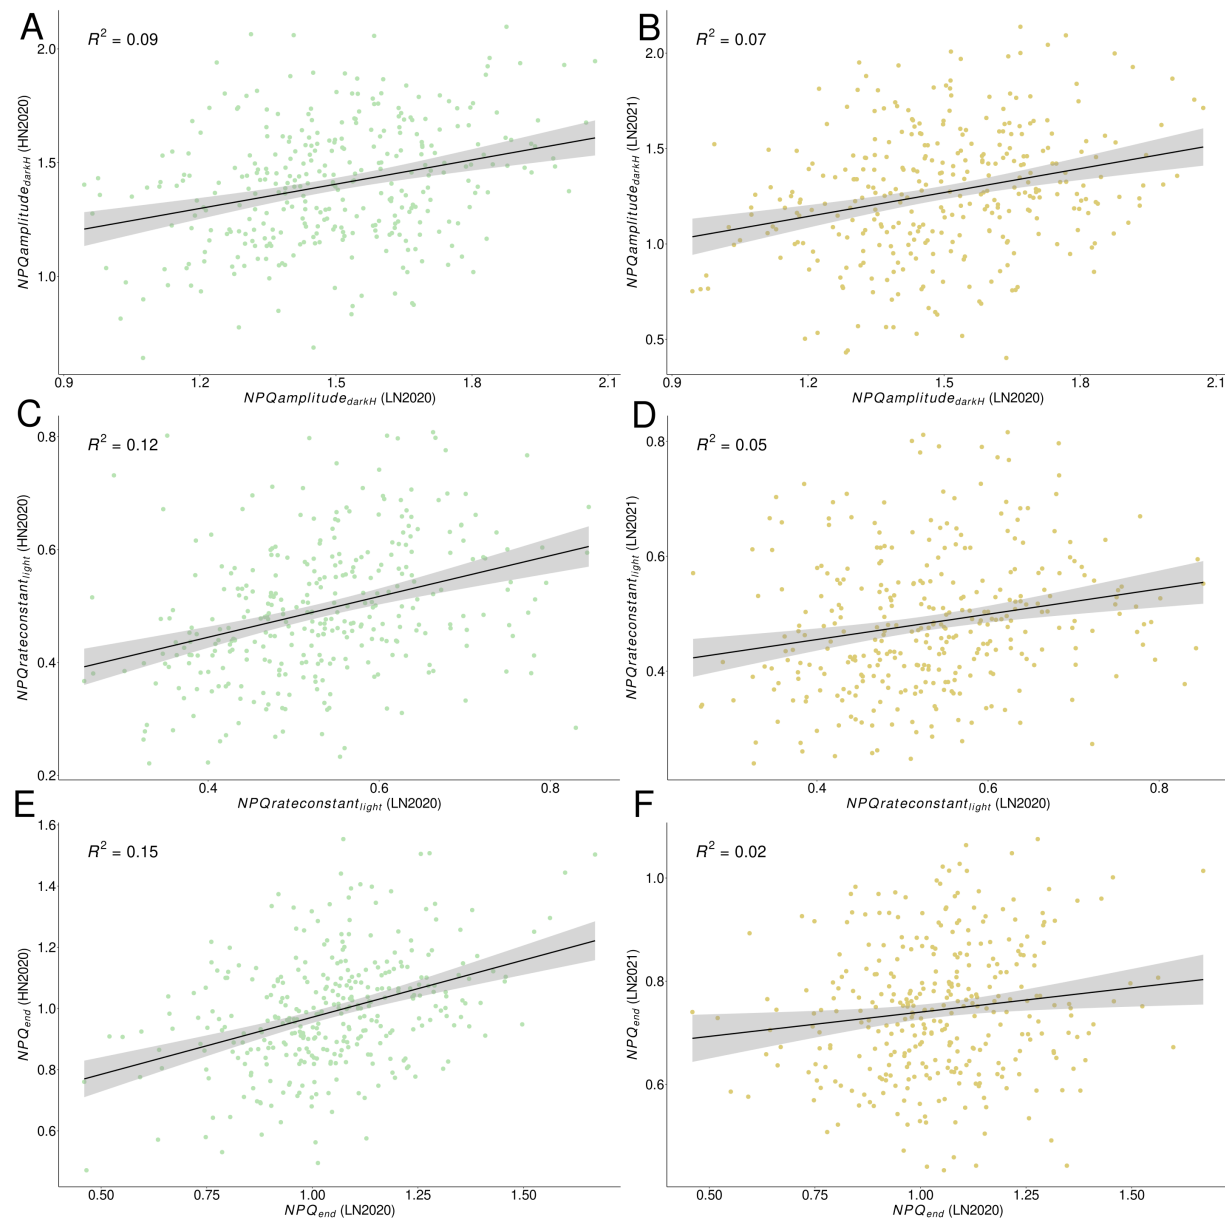 A
R² = 0.09
2.0
1.5
1.0
NPQamplitude_darkH (HN2020)
0.9 1.2 1.5 1.8 2.1
NPQamplitude_darkH (LN2020)
B
R² = 0.07
2.0
1.5
1.0
0.5
NPQamplitude_darkH (LN2021)
0.9 1.2 1.5 1.8 2.1
NPQamplitude_darkH (LN2020)
C
R² = 0.12
0.8
0.6
0.4
0.2
NPQrateconstant_light (HN2020)
0.4 0.6 0.8
NPQrateconstant_light (LN2020)
D
R² = 0.05
0.8
0.6
0.4
NPQrateconstant_light (LN2021)
0.4 0.6 0.8
NPQrateconstant_light (LN2020)
E
R² = 0.15
1.6
1.4
1.2
1.0
0.8
0.6
NPQ_end (HN2020)
0.50 0.75 1.00 1.25 1.50
NPQ_end (LN2020)
F
R² = 0.02
1.0
0.8
0.6
NPQ_end (LN2021)
0.50 0.75 1.00 1.25 1.50
NPQ_end (LN2020)